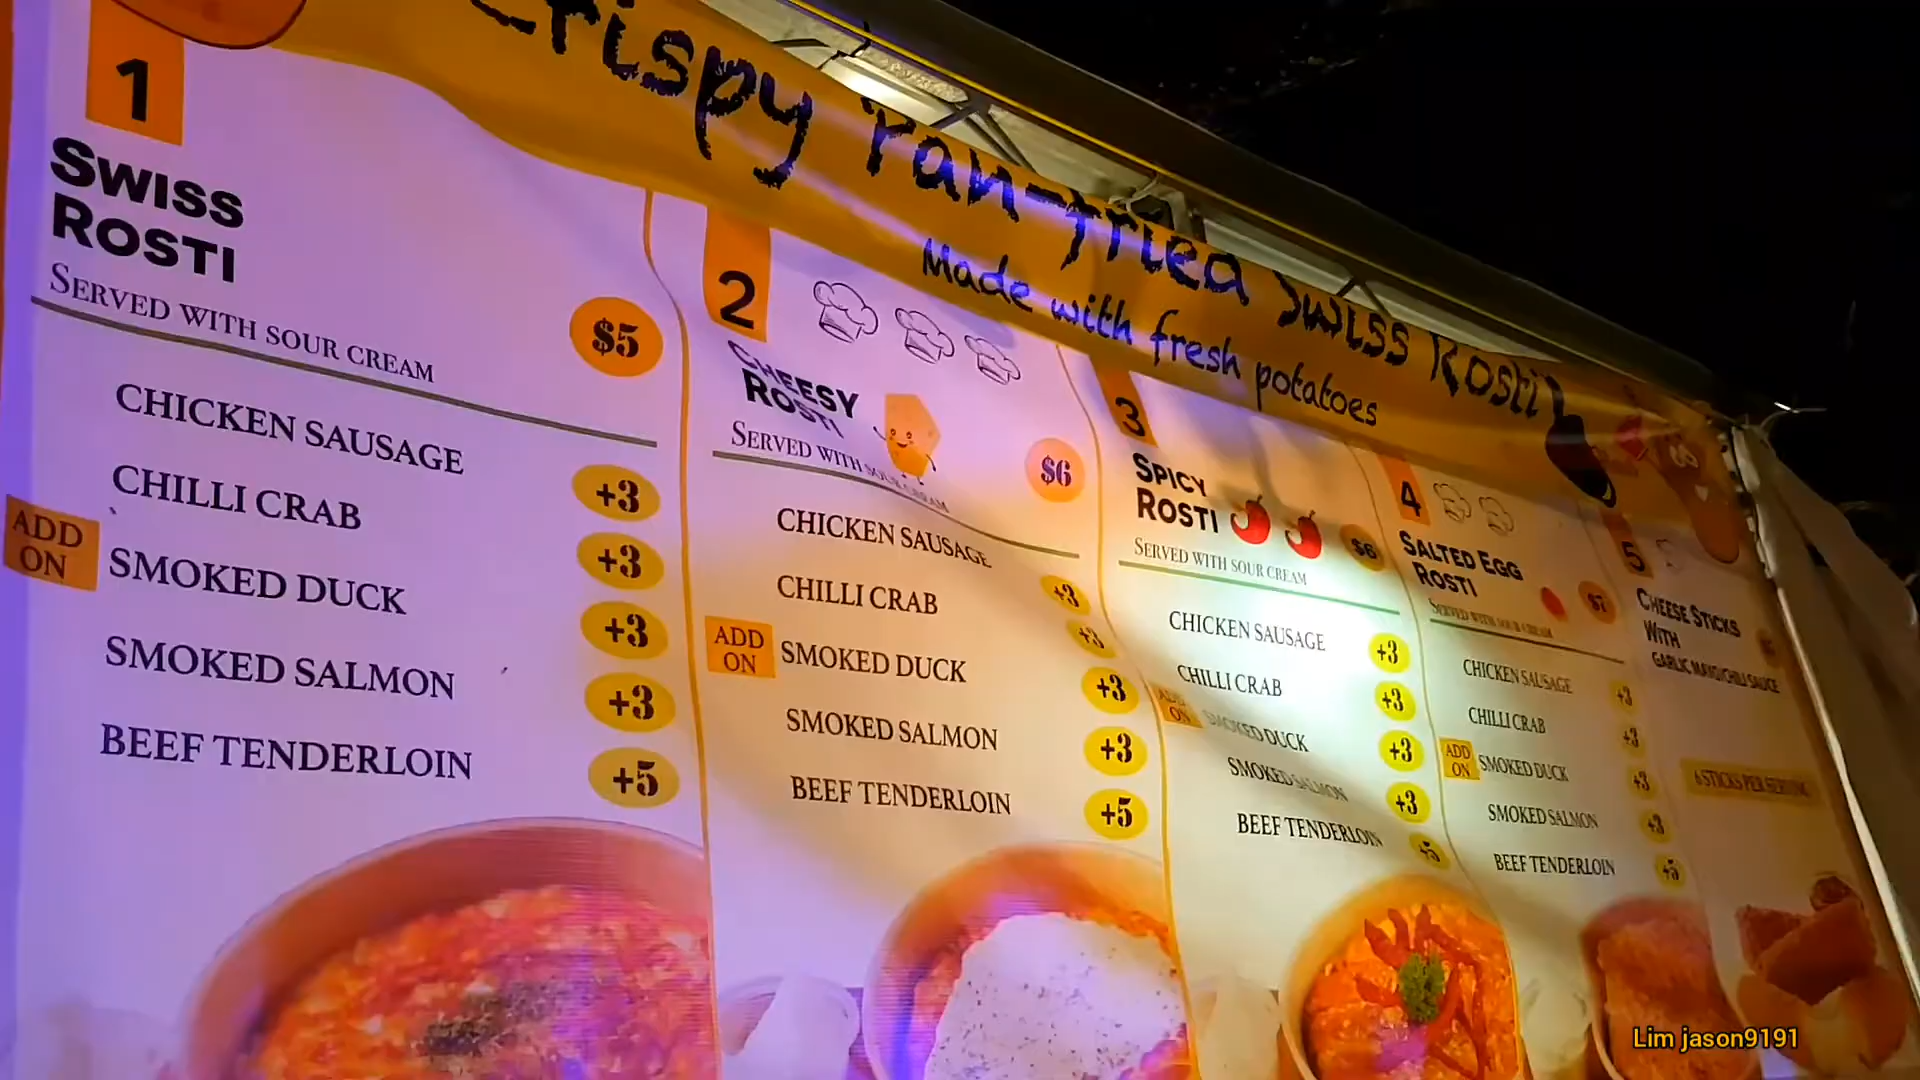 Crispy Pan-fried Swiss Rosti
Made with fresh potatoes
1
SWISS
ROSTI
SERVED WITH SOUR CREAM
$5
CHICKEN SAUSAGE
+3
CHILLI CRAB
+3
ADD
ON
SMOKED DUCK
+3
SMOKED SALMON
+3
BEEF TENDERLOIN
+5
2
CHEESY
ROSTI
SERVED WITH SOUR CREAM
$6
CHICKEN SAUSAGE
+3
CHILLI CRAB
+3
ADD
ON
SMOKED DUCK
+3
SMOKED SALMON
+3
BEEF TENDERLOIN
+5
3
SPICY
ROSTI
SERVED WITH SOUR CREAM
$6
CHICKEN SAUSAGE
+3
CHILLI CRAB
+3
ADD
ON
SMOKED DUCK
+3
SMOKED SALMON
+3
BEEF TENDERLOIN
+5
4
SALTED EGG
ROSTI
SERVED WITH SOUR CREAM
$7
CHICKEN SAUSAGE
+3
CHILLI CRAB
+3
ADD
ON
SMOKED DUCK
+3
SMOKED SALMON
+3
BEEF TENDERLOIN
+5
5
CHEESE STICKS
WITH
GARLIC MAYO/CHILI SAUCE
6 STICKS PER SERVING
Lim jason9191